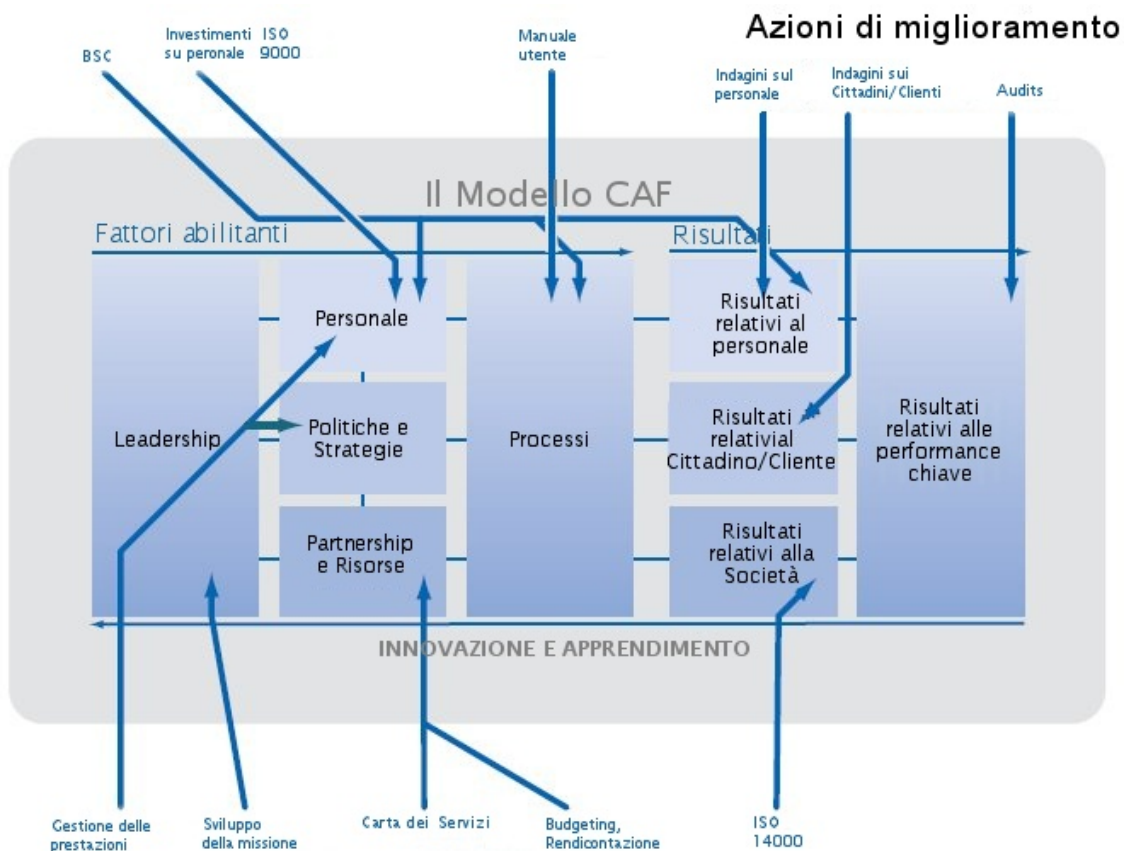 Azioni di miglioramento
BSC
Investimenti ISO
su peronale 9000
Manuale
utente
Indagini sul
personale
Indagini sui
Cittadini/Clienti
Audits
Il Modello CAF
Fattori abilitanti
Risultati
Leadership
Personale
Politiche e
Strategie
Partnership
e Risorse
Processi
Risultati
relativi al
personale
Risultati
relativial
Cittadino/Cliente
Risultati
relativi alla
Società
Risultati
relativi alle
performance
chiave
INNOVAZIONE E APPRENDIMENTO
Gestione delle
prestazioni
Sviluppo
della missione
Carta dei Servizi
Budgeting,
Rendicontazione
ISO
14000